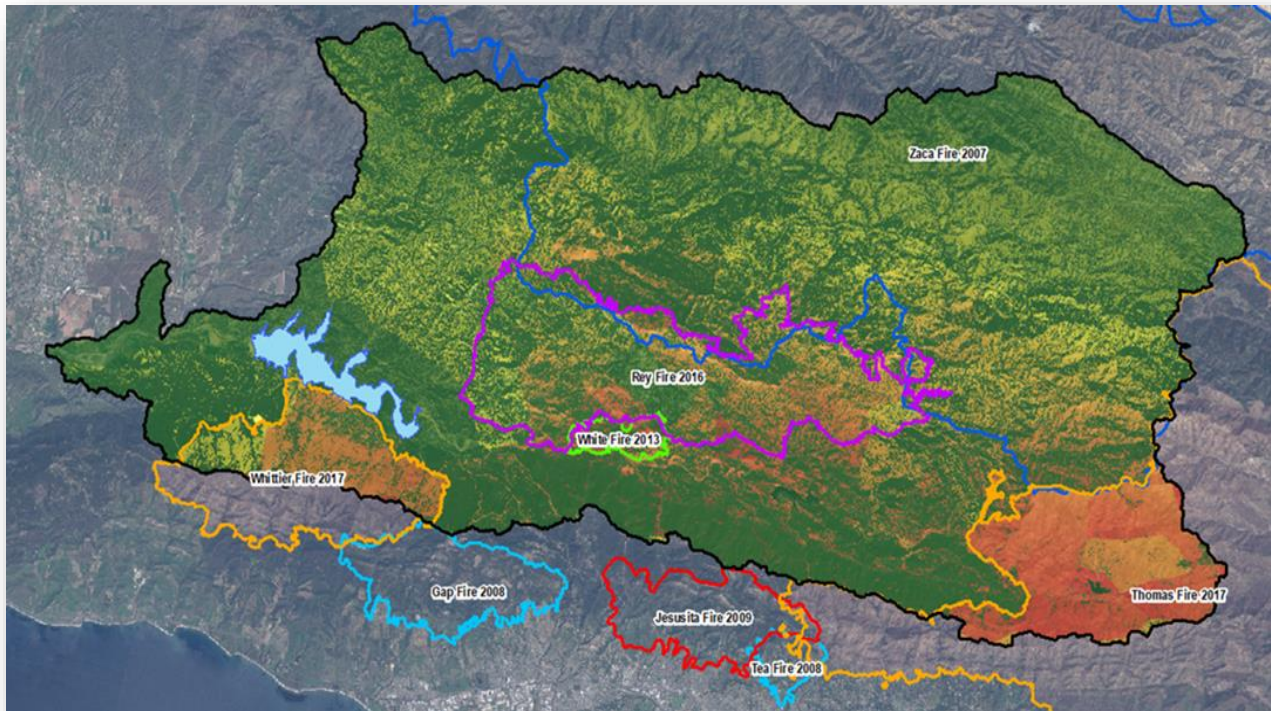 Zaca Fire 2007
Rey Fire 2016
White Fire 2013
Whittier Fire 2017
Gap Fire 2008
Thomas Fire 2017
Jesusita Fire 2009
Tea Fire 2008